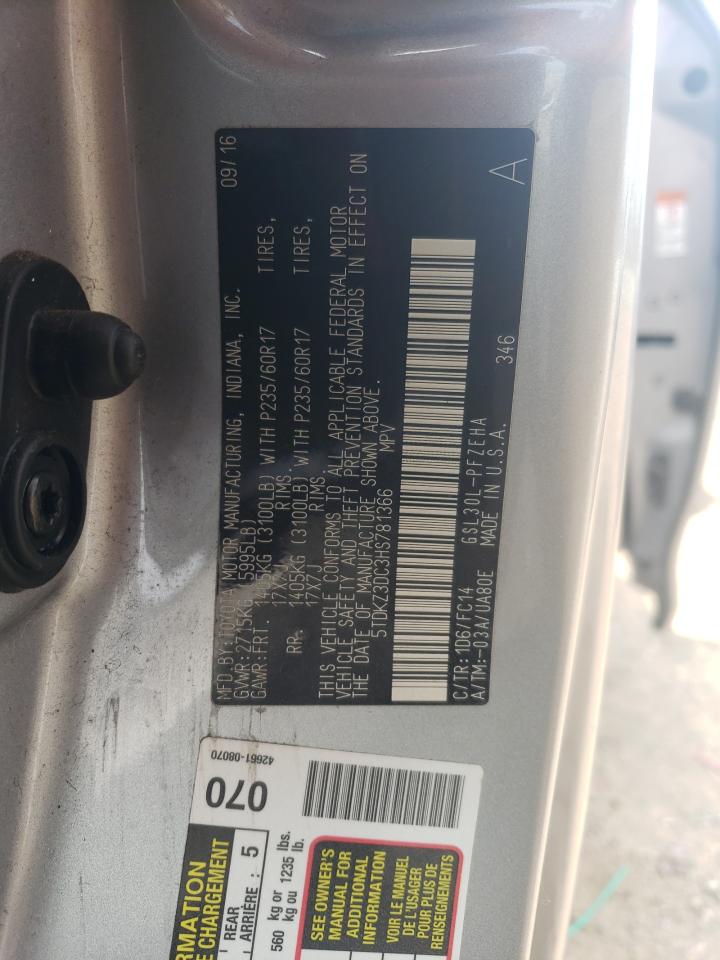 MFD BY:TOYOTA MOTOR MANUFACTURING, INDIANA, INC. 09/16
GVWR:2715KG( 5995LB)
GAWR:FRT. 1405KG (3100LB) WITH P235/60R17 TIRES,
17X7J RIMS.
RR. 1405KG (3100LB) WITH P235/60R17 TIRES,
17X7J RIMS.
THIS VEHICLE CONFORMS TO ALL APPLICABLE FEDERAL MOTOR
VEHICLE SAFETY AND THEFT PREVENTION STANDARDS IN EFFECT ON
THE DATE OF MANUFACTURE SHOWN ABOVE.
5TDKZ3DC3HS781366 MPV
C/TR:1D6/FC14 GSL30L-PFZEHA 346
A/TM:-03A/UA80E MADE IN U.S.A. A
42661-08070
070
RMATION
E CHARGEMENT
REAR
ARRIÈRE : 5
560 kg or 1235 lbs.
560 kg ou 1235 lb.
SEE OWNER'S
MANUAL FOR
ADDITIONAL
INFORMATION
VOIR LE MANUEL
DE L'USAGER
POUR PLUS DE
RENSEIGNEMENTS